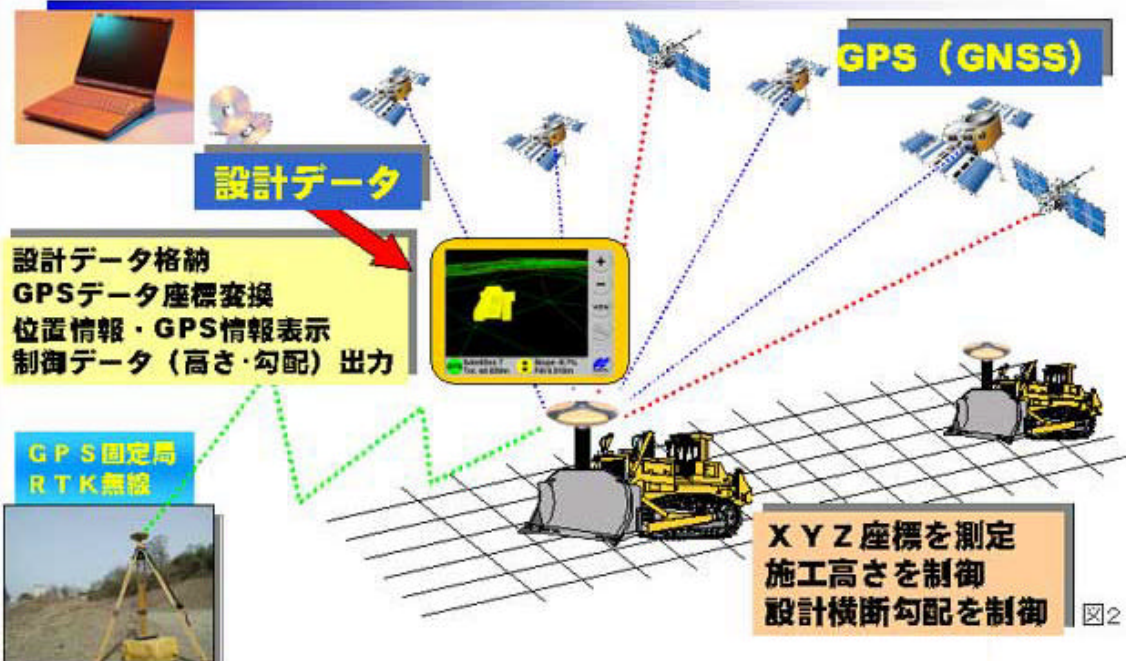 GPS（GNSS）
設計データ
設計データ格納
GPSデータ座標変換
位置情報・GPS情報表示
制御データ（高さ・勾配）出力
+
−
VIEW
GPS固定局
RTK無線
XYZ座標を測定
施工高さを制御
設計横断勾配を制御
図2